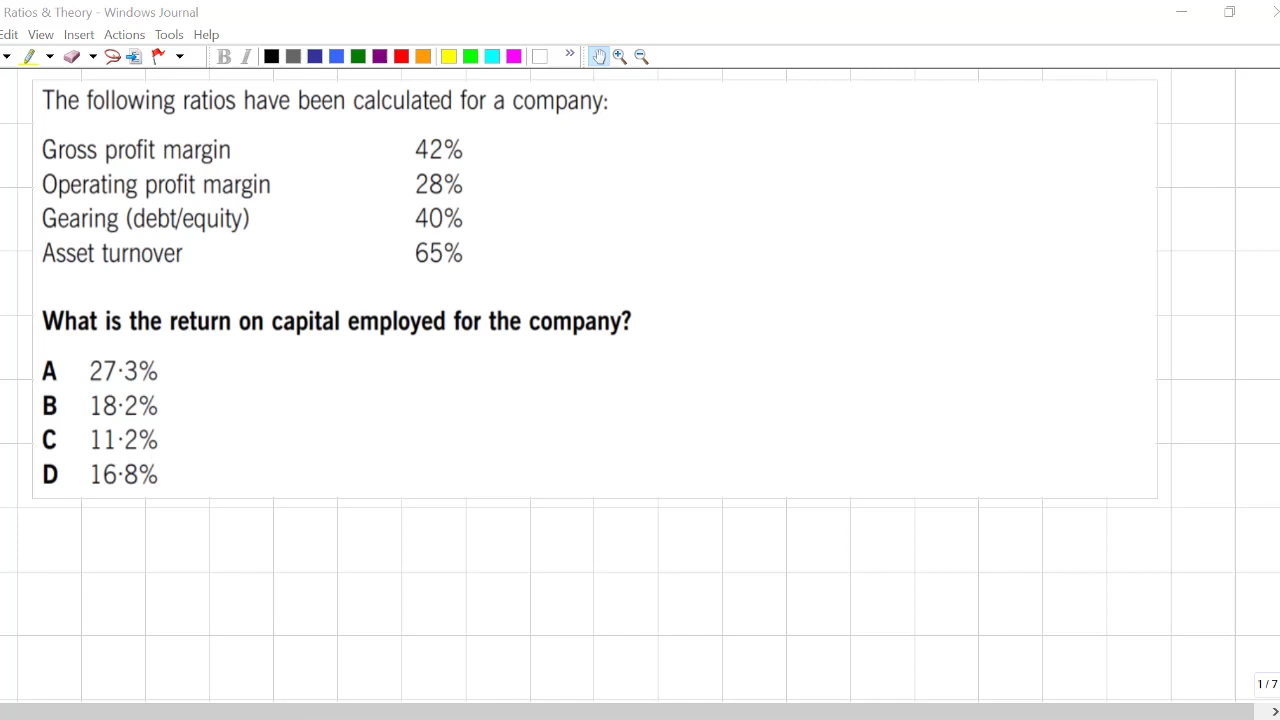 Ratios & Theory - Windows Journal
Edit View Insert Actions Tools Help
B I
The following ratios have been calculated for a company:
Gross profit margin 42%
Operating profit margin 28%
Gearing (debt/equity) 40%
Asset turnover 65%
What is the return on capital employed for the company?
A 27·3%
B 18·2%
C 11·2%
D 16·8%
1 / 7